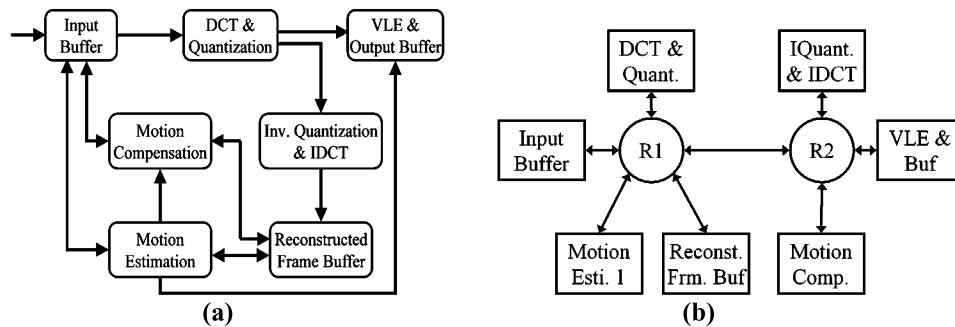 Input
Buffer
DCT &
Quantization
VLE &
Output Buffer
Motion
Compensation
Inv. Quantization
& IDCT
Motion
Estimation
Reconstructed
Frame Buffer
(a)
DCT &
Quant.
IQuant.
& IDCT
Input
Buffer
R1
R2
VLE &
Buf
Motion
Esti. 1
Reconst.
Frm. Buf
Motion
Comp.
(b)